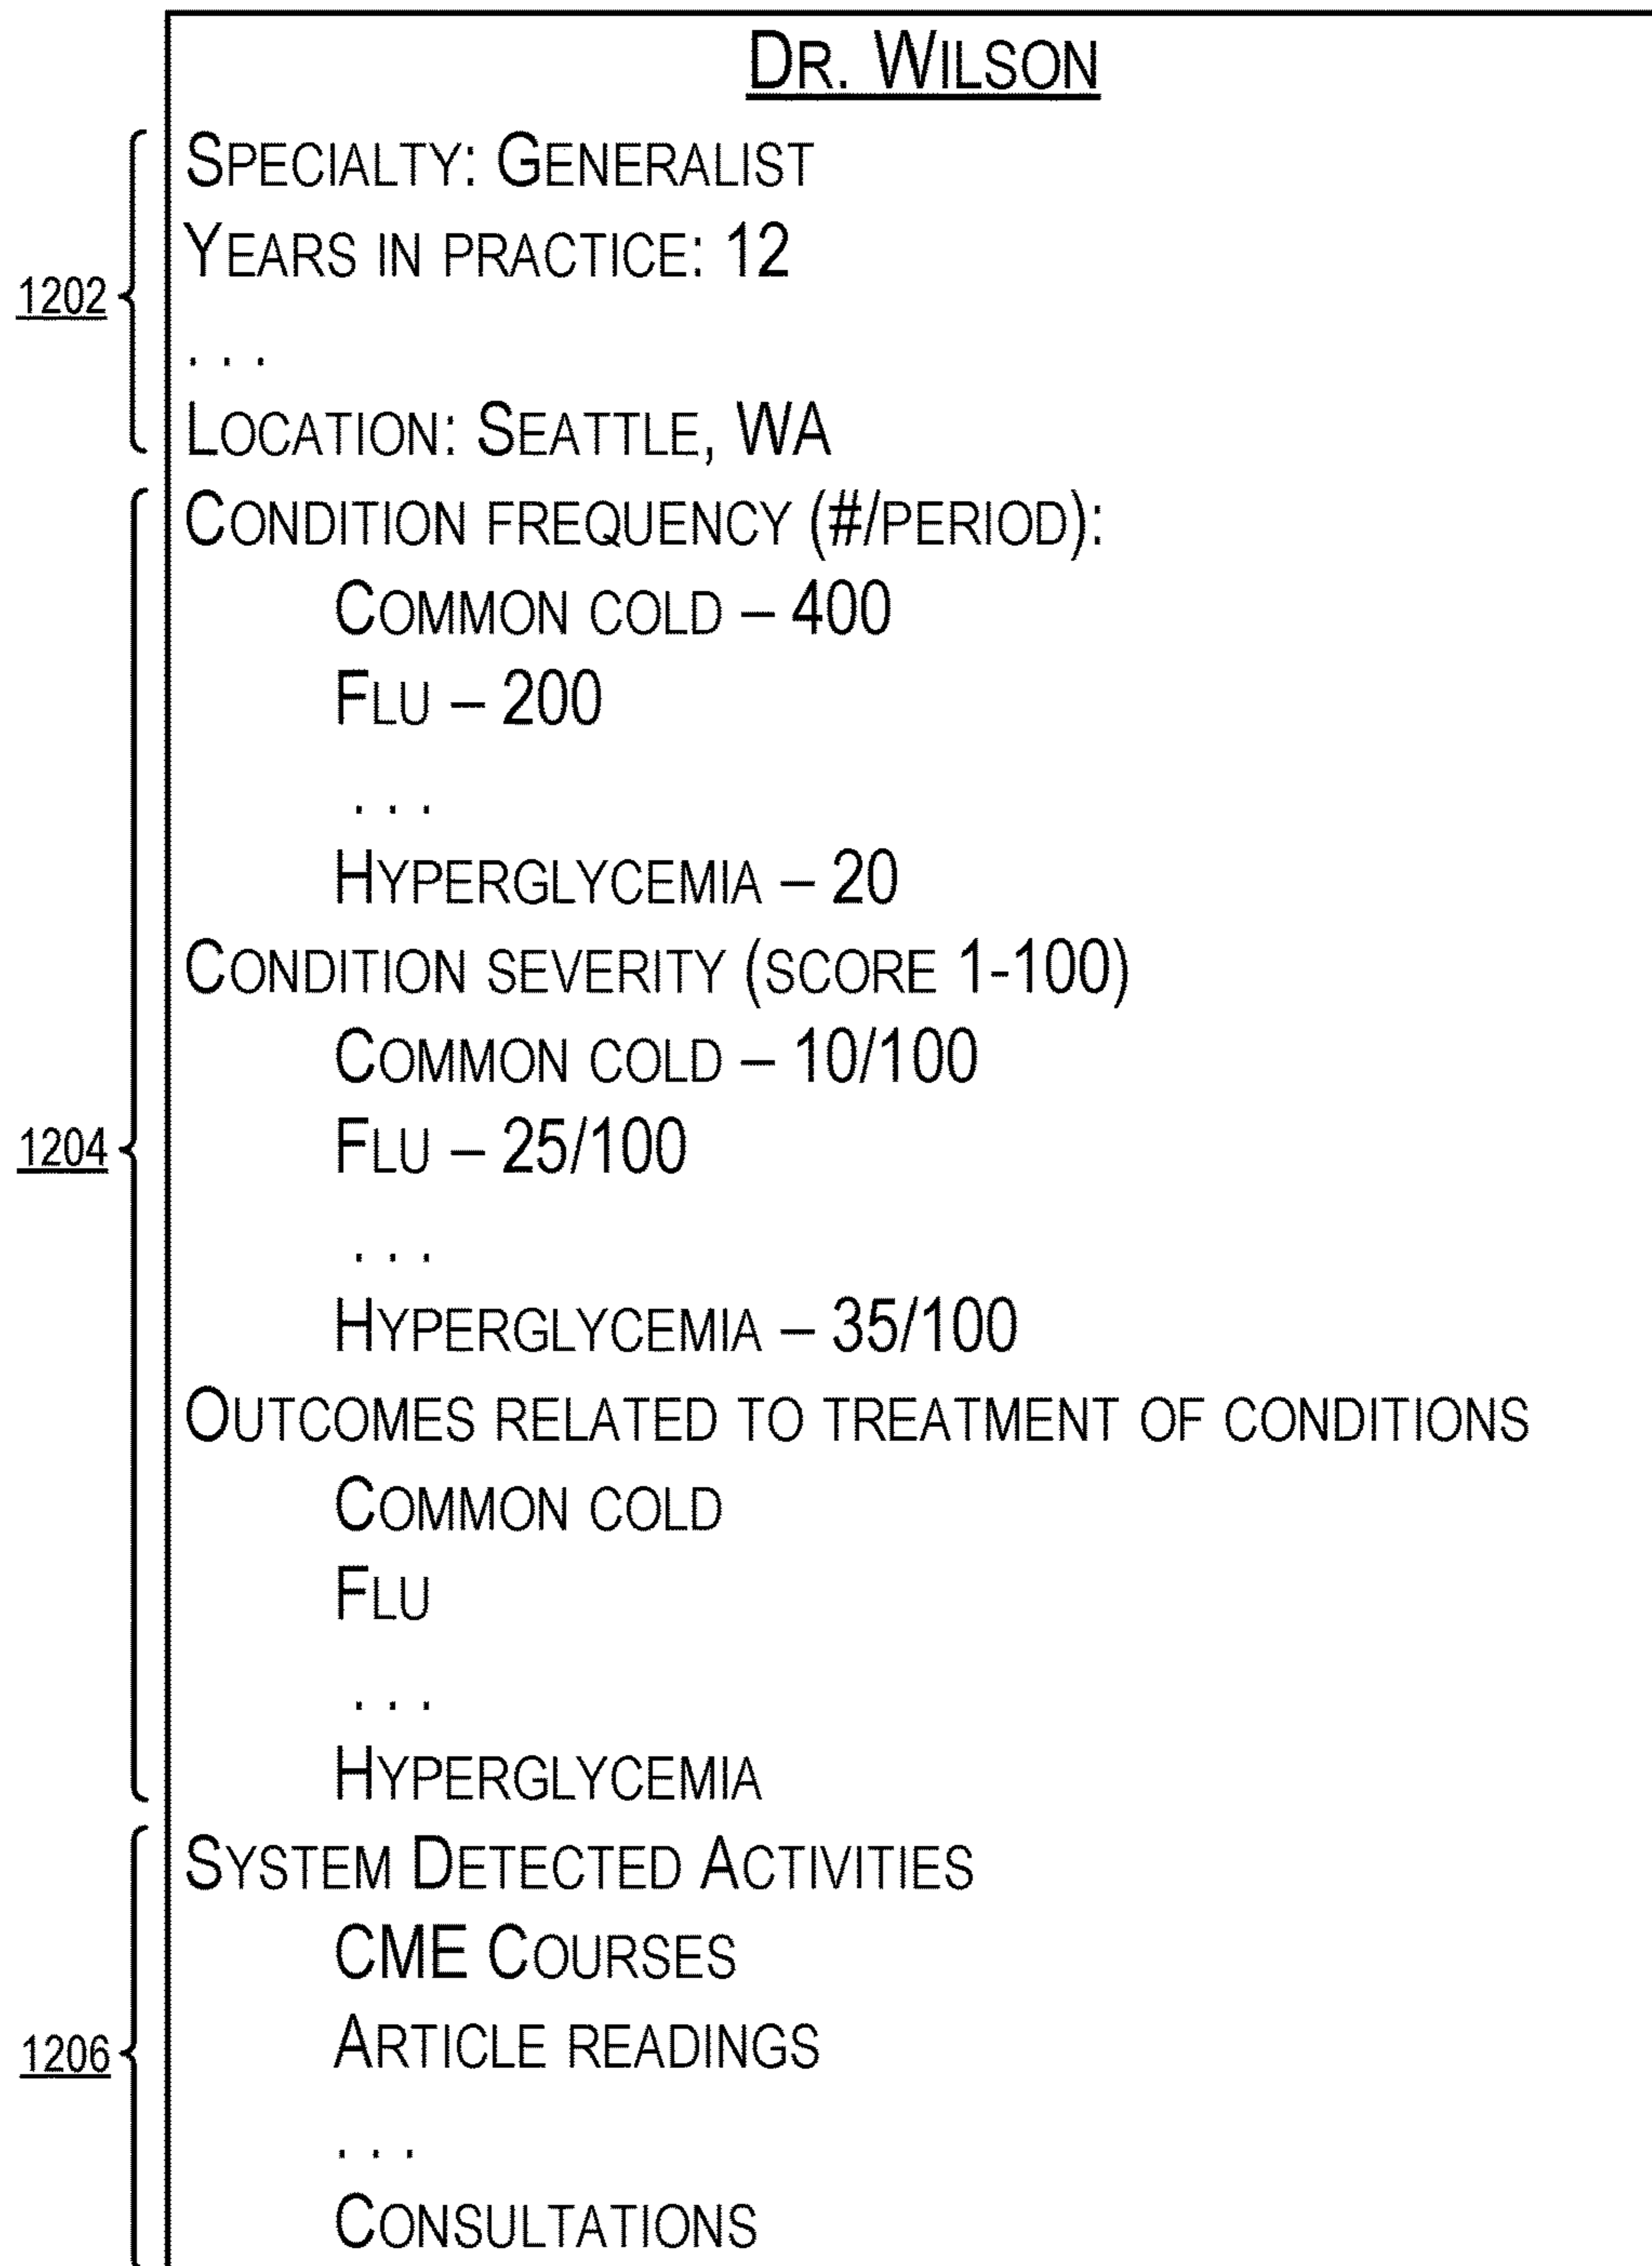 DR. WILSON
SPECIALTY: GENERALIST
YEARS IN PRACTICE: 12
1202
. . .
LOCATION: SEATTLE, WA
CONDITION FREQUENCY (#/PERIOD):
COMMON COLD – 400
FLU – 200
. . .
HYPERGLYCEMIA – 20
CONDITION SEVERITY (SCORE 1-100)
COMMON COLD – 10/100
1204
FLU – 25/100
. . .
HYPERGLYCEMIA – 35/100
OUTCOMES RELATED TO TREATMENT OF CONDITIONS
COMMON COLD
FLU
. . .
HYPERGLYCEMIA
SYSTEM DETECTED ACTIVITIES
CME COURSES
1206
ARTICLE READINGS
. . .
CONSULTATIONS